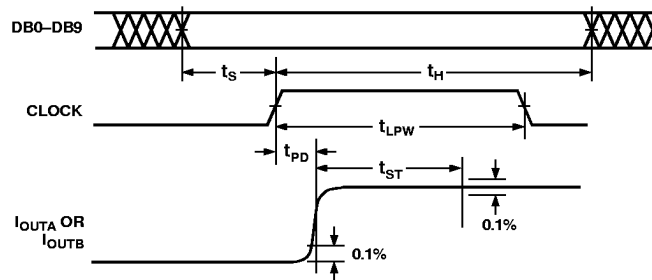 DB0–DB9
tS
tH
CLOCK
tLPW
tPD
tST
IOUTA OR
IOUTB
0.1%
0.1%